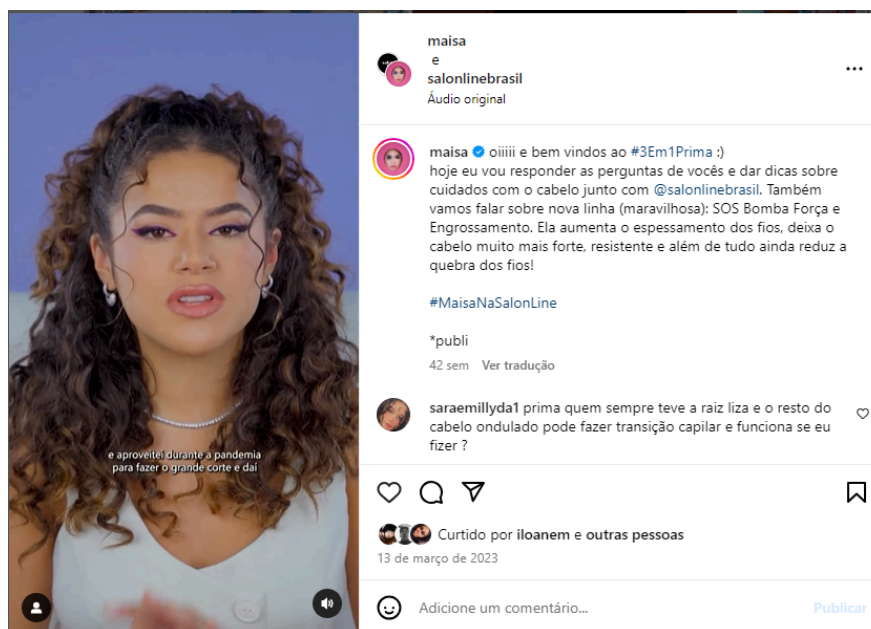 maisa
e
salonlinebrasil
Áudio original
maisa oiiiii e bem vindos ao #3Em1Prima :)
hoje eu vou responder as perguntas de vocês e dar dicas sobre
cuidados com o cabelo junto com @salonlinebrasil. Também
vamos falar sobre nova linha (maravilhosa): SOS Bomba Força e
Engrossamento. Ela aumenta o espessamento dos fios, deixa o
cabelo muito mais forte, resistente e além de tudo ainda reduz a
quebra dos fios!
#MaisaNaSalonLine
*publi
42 sem Ver tradução
saraemillyda1 prima quem sempre teve a raiz liza e o resto do
cabelo ondulado pode fazer transição capilar e funciona se eu
fizer ?
e aproveitei durante a pandemia
para fazer o grande corte e daí
Curtido por iloanem e outras pessoas
13 de março de 2023
Adicione um comentário...
Publicar